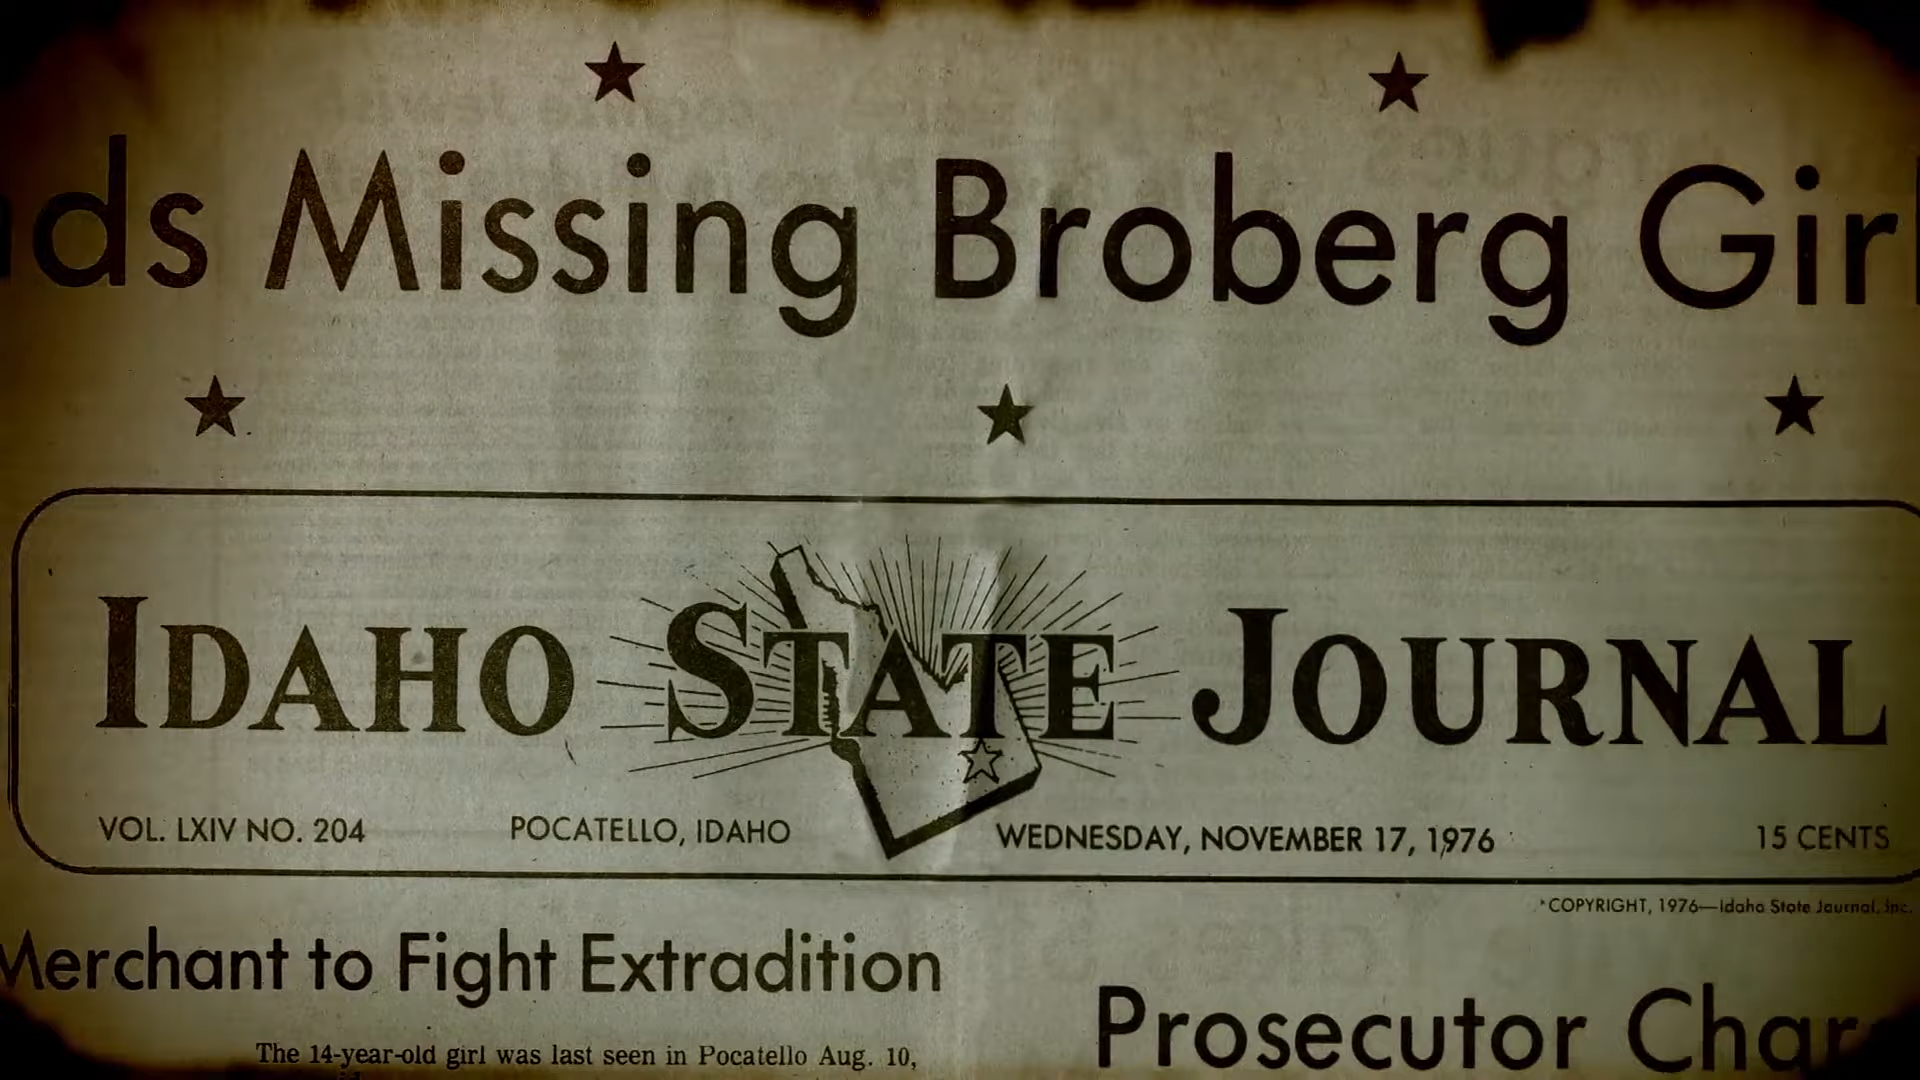 ds Missing Broberg Girl
IDAHO STATE JOURNAL
VOL. LXIV NO. 204 POCATELLO, IDAHO WEDNESDAY, NOVEMBER 17, 1976 15 CENTS
*COPYRIGHT, 1976—Idaho State Journal, Inc.
Merchant to Fight Extradition
Prosecutor Char
The 14-year-old girl was last seen in Pocatello Aug. 10,